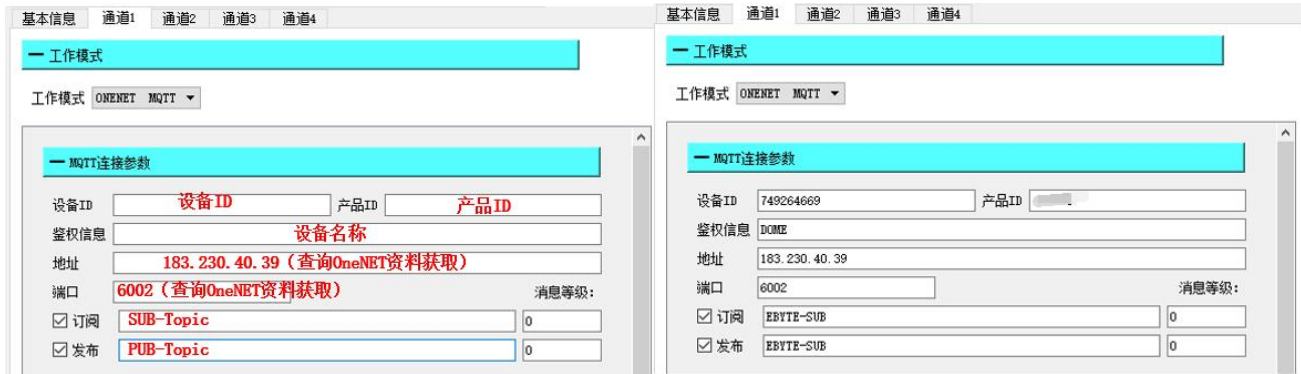 基本信息 通道1 通道2 通道3 通道4
一 工作模式
工作模式 ONENET MQTT
一 MQTT连接参数
设备ID 设备ID 产品ID 产品ID
鉴权信息 设备名称
地址 183.230.40.39（查询OneNET资料获取）
端口 6002（查询OneNET资料获取） 消息等级:
订阅 SUB-Topic 0
发布 PUB-Topic 0
基本信息 通道1 通道2 通道3 通道4
一 工作模式
工作模式 ONENET MQTT
一 MQTT连接参数
设备ID 749264669 产品ID
鉴权信息 DOME
地址 183.230.40.39
端口 6002 消息等级:
订阅 EBYTE-SUB 0
发布 EBYTE-SUB 0